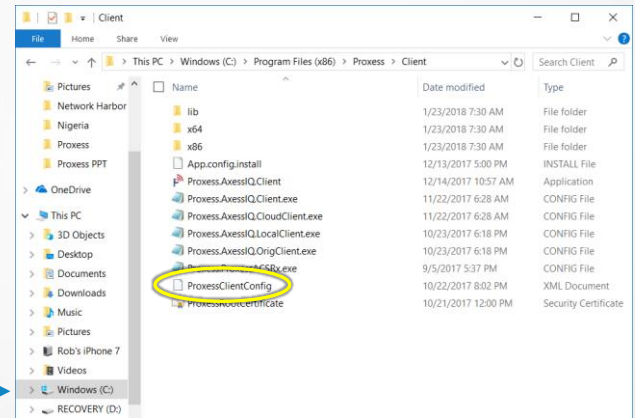 Client
File Home Share View
This PC > Windows (C:) > Program Files (x86) > Proxess > Client
Search Client
Pictures
Network Harbor
Nigeria
Proxess
Proxess PPT
OneDrive
This PC
3D Objects
Desktop
Documents
Downloads
Music
Pictures
Rob's iPhone 7
Videos
Windows (C:)
RECOVERY (D:)
Name Date modified Type
lib 1/23/2018 7:30 AM File folder
x64 1/23/2018 7:30 AM File folder
x86 1/23/2018 7:30 AM File folder
App.config.install 12/13/2017 5:00 PM INSTALL File
Proxess.AxessIQ.Client 12/14/2017 10:57 AM Application
Proxess.AxessIQ.Client.exe 11/22/2017 6:28 AM CONFIG File
Proxess.AxessIQ.CloudClient.exe 11/22/2017 6:28 AM CONFIG File
Proxess.AxessIQ.LocalClient.exe 10/23/2017 6:18 PM CONFIG File
Proxess.AxessIQ.OrigClient.exe 10/23/2017 6:18 PM CONFIG File
9/5/2017 5:37 PM CONFIG File
ProxessClientConfig 10/22/2017 8:02 PM XML Document
ProxessRootCertificate 10/21/2017 12:00 PM Security Certificate